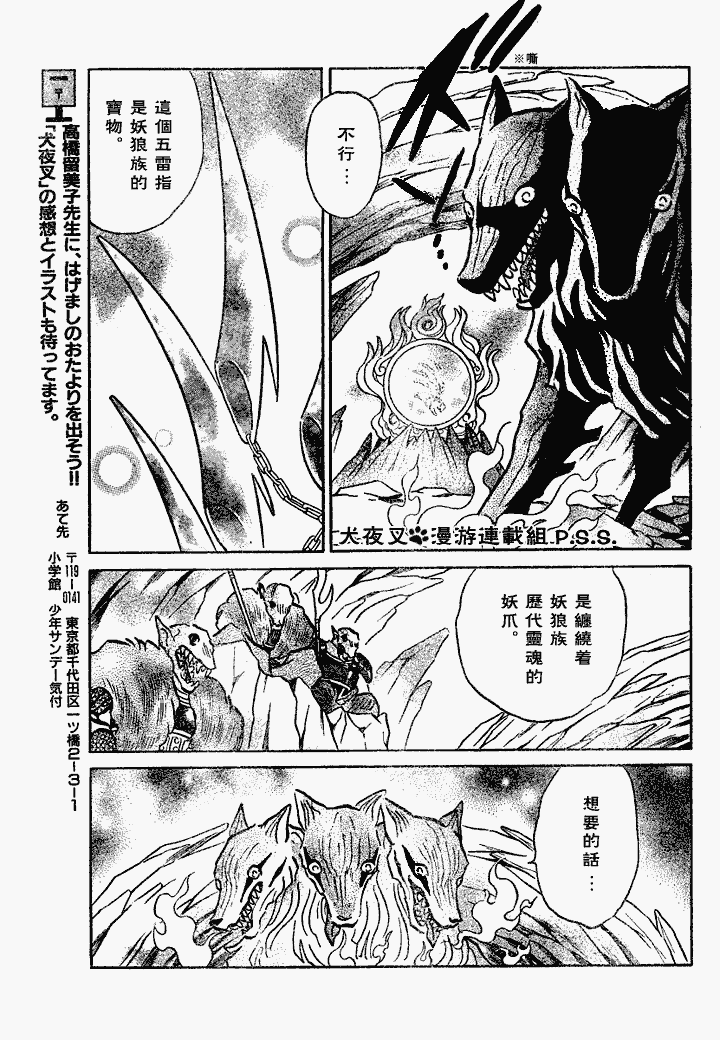 ※嘶
不行…
犬夜叉 漫游連載組 P.S.S.
這個五雷指
是妖狼族的
寶物。
是纏繞着
妖狼族
歷代靈魂的
妖爪。
想要的話…
高橋留美子先生に、はげましのおたよりを出そう!!
「犬夜叉」の感想とイラストも待ってます。
あて先
〒119-0141 東京都千代田区一ツ橋2-3-1
小学館 少年サンデー気付